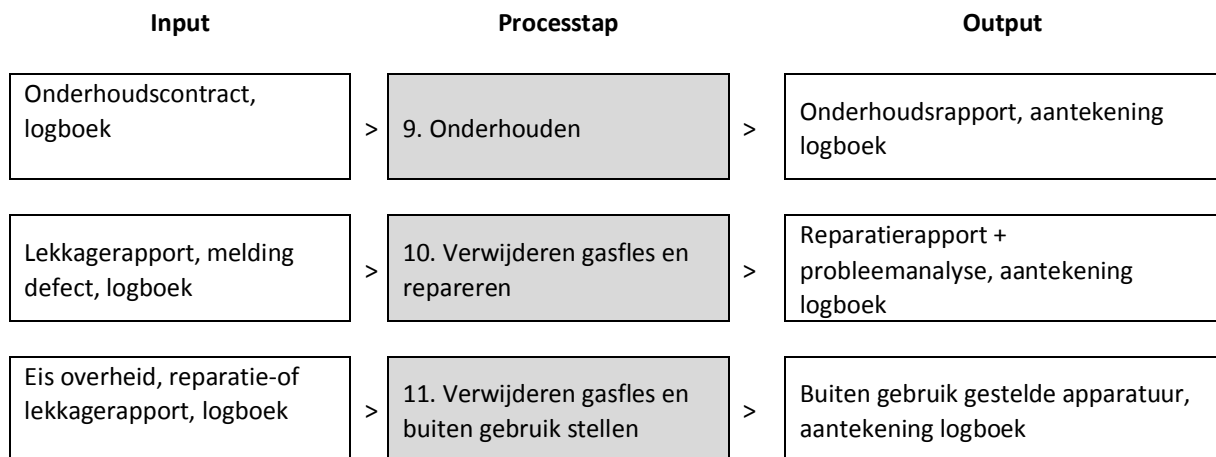 Input Processtap Output
Onderhoudscontract,
logboek
>
9. Onderhouden
>
Onderhoudsrapport, aantekening
logboek
Lekkagerapport, melding
defect, logboek
>
10. Verwijderen gasfles en
repareren
>
Reparatierapport +
probleemanalyse, aantekening
logboek
Eis overheid, reparatie-of
lekkagerapport, logboek
>
11. Verwijderen gasfles en
buiten gebruik stellen
>
Buiten gebruik gestelde apparatuur,
aantekening logboek